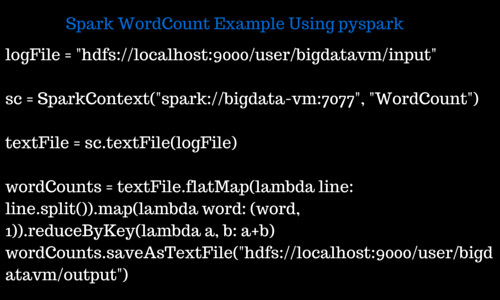 Spark WordCount Example Using pyspark
logFile = "hdfs://localhost:9000/user/bigdatavm/input"
sc = SparkContext("spark://bigdata-vm:7077", "WordCount")
textFile = sc.textFile(logFile)
wordCounts = textFile.flatMap(lambda line:
line.split()).map(lambda word: (word,
1)).reduceByKey(lambda a, b: a+b)
wordCounts.saveAsTextFile("hdfs://localhost:9000/user/bigd
atavm/output")